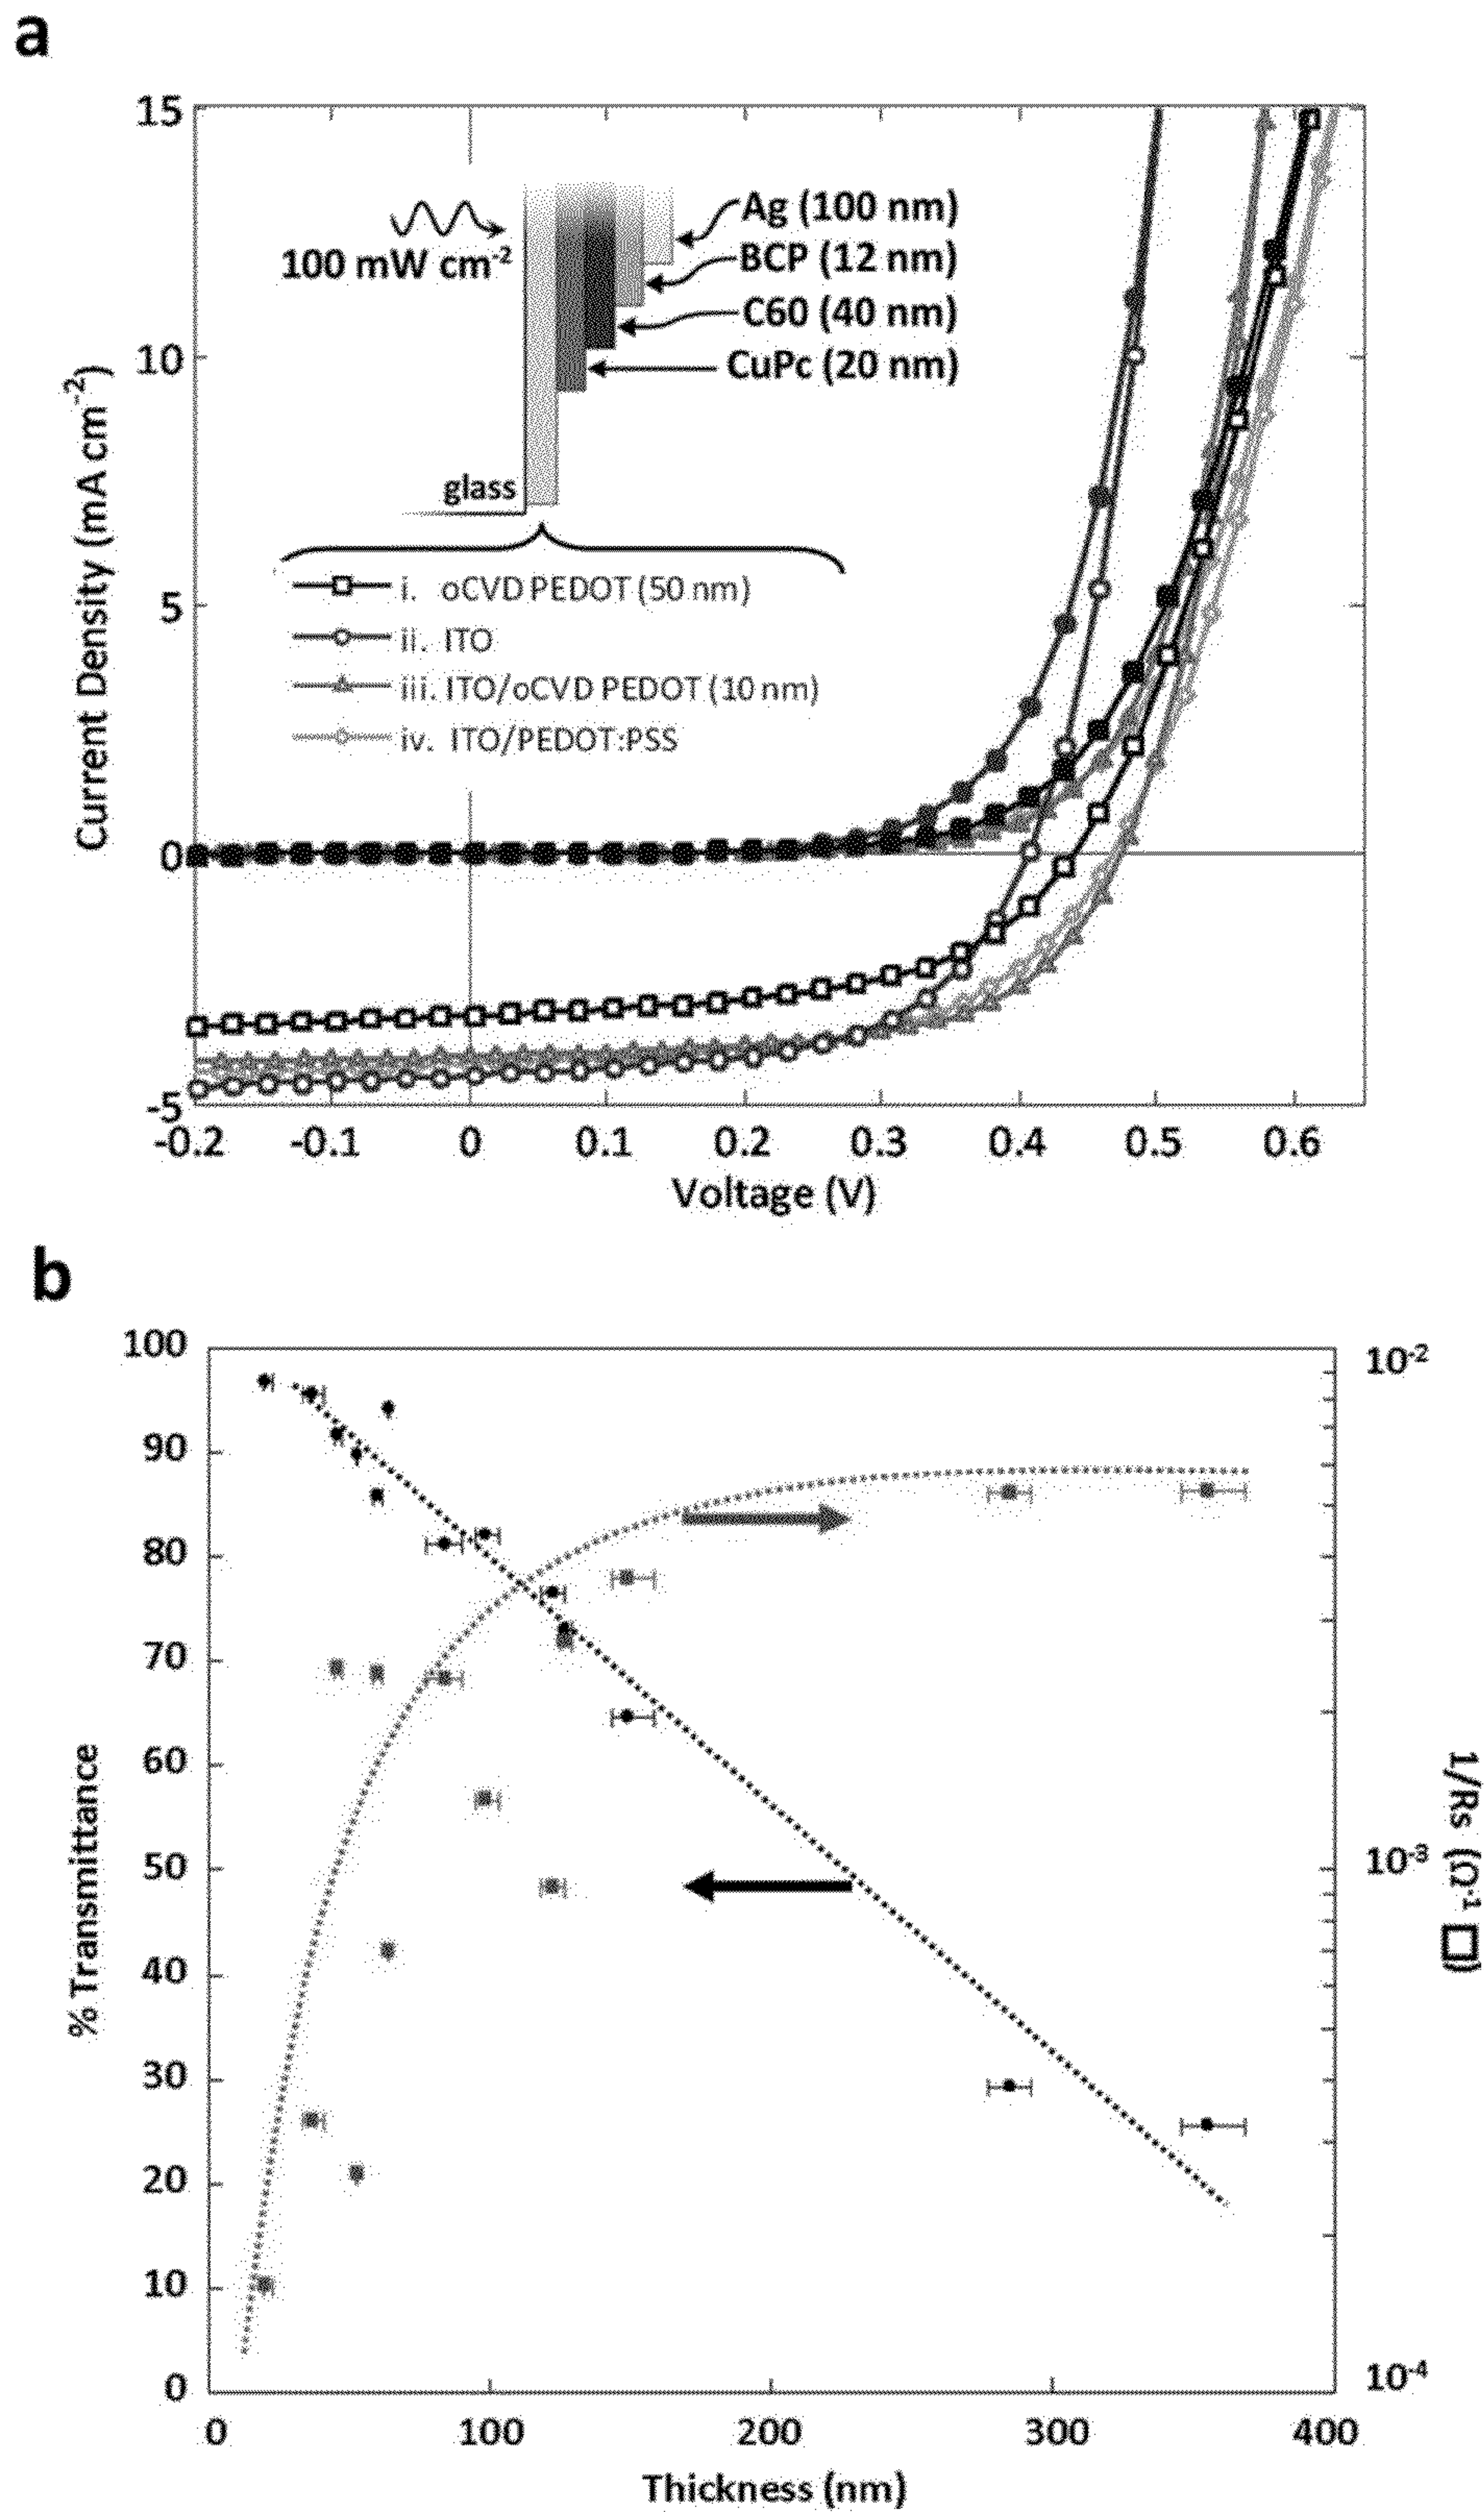 a
15
10
5
0
-5
Current Density (mA cm-2)
100 mW cm-2
Ag (100 nm)
BCP (12 nm)
C60 (40 nm)
CuPc (20 nm)
glass
i. oCVD PEDOT (50 nm)
ii. ITO
iii. ITO/oCVD PEDOT (10 nm)
iv. ITO/PEDOT:PSS
-0.2 -0.1 0 0.1 0.2 0.3 0.4 0.5 0.6
Voltage (V)
b
100
90
80
70
60
50
40
30
20
10
0
% Transmittance
10-2
10-3
10-4
1/Rs (Ω-1 □)
0 100 200 300 400
Thickness (nm)